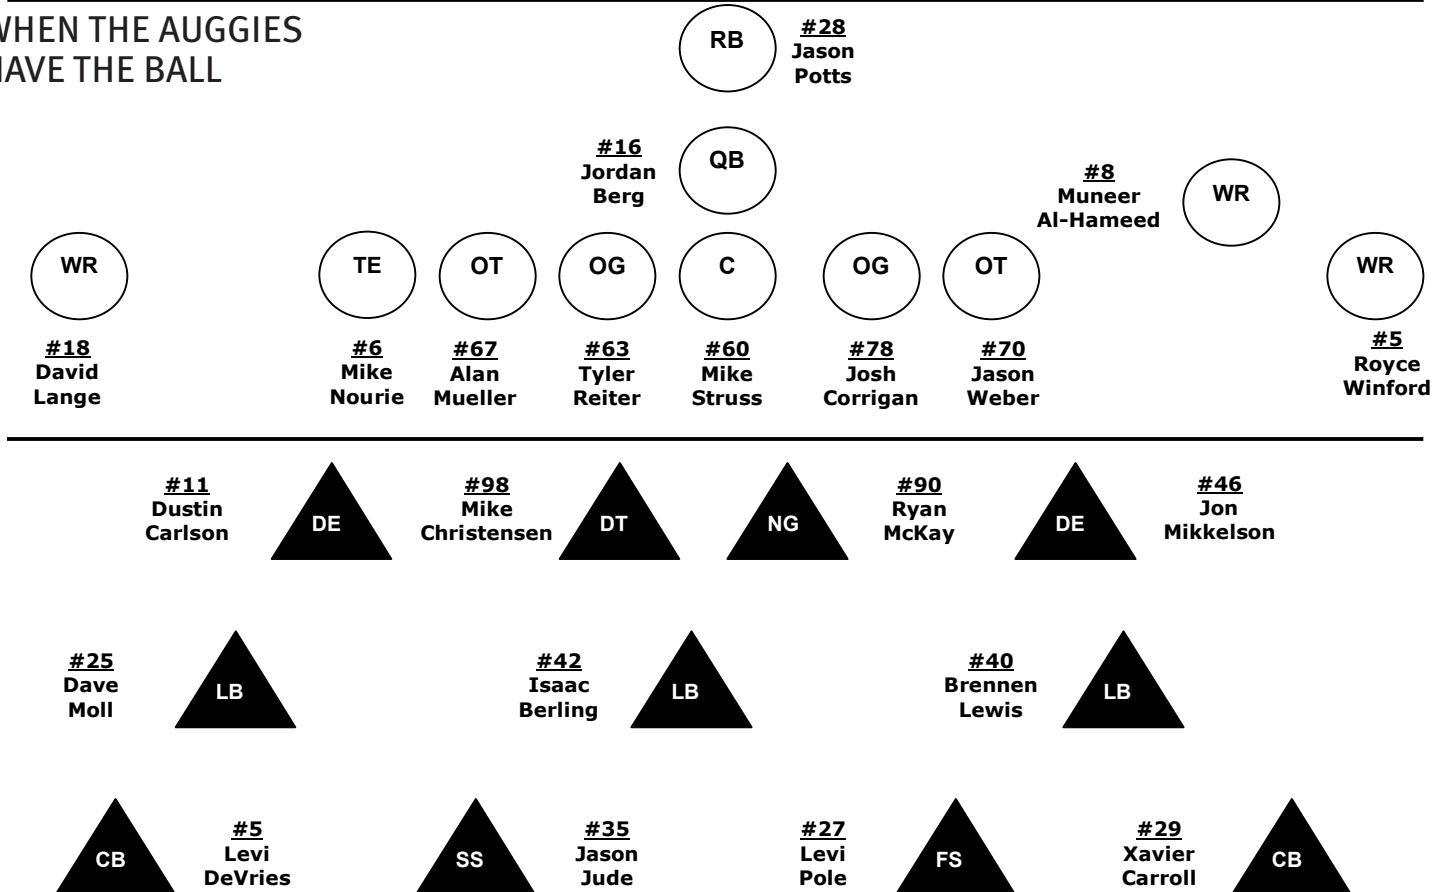 WHEN THE AUGGIES
HAVE THE BALL
RB
#28
Jason
Potts
#16
Jordan
Berg
QB
#8
Muneer
Al-Hameed
WR
WR
TE
OT
OG
C
OG
OT
WR
#18
David
Lange
#6
Mike
Nourie
#67
Alan
Mueller
#63
Tyler
Reiter
#60
Mike
Struss
#78
Josh
Corrigan
#70
Jason
Weber
#5
Royce
Winford
#11
Dustin
Carlson
DE
#98
Mike
Christensen
DT
NG
#90
Ryan
McKay
DE
#46
Jon
Mikkelson
#25
Dave
Moll
LB
#42
Isaac
Berling
LB
#40
Brennen
Lewis
LB
CB
#5
Levi
DeVries
SS
#35
Jason
Jude
#27
Levi
Pole
FS
#29
Xavier
Carroll
CB